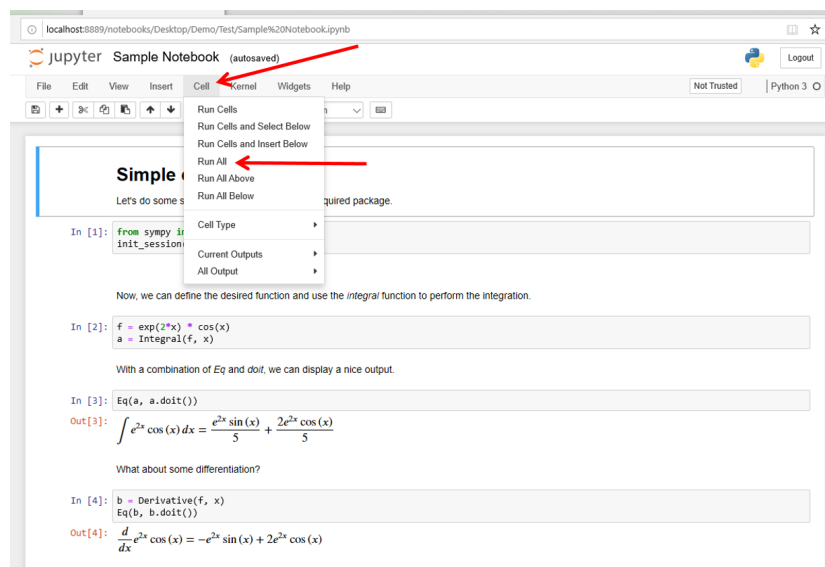 localhost:8889/notebooks/Desktop/Demo/Test/Sample%20Notebook.ipynb
jupyter Sample Notebook (autosaved)
Logout
File Edit View Insert Cell Kernel Widgets Help Not Trusted Python 3
Run Cells
Run Cells and Select Below
Run Cells and Insert Below
Run All
Run All Above
Run All Below
Cell Type
Current Outputs
All Output
Simple
Let's do some s quired package.
In [1]: from sympy
init_session
Now, we can define the desired function and use the integral function to perform the integration.
In [2]: f = exp(2*x) * cos(x)
a = Integral(f, x)
With a combination of Eq and doit, we can display a nice output.
In [3]: Eq(a, a.doit())
Out[3]: ∫ e^{2x} cos (x) dx = e^{2x} sin (x)/5 + 2e^{2x} cos (x)/5
What about some differentiation?
In [4]: b = Derivative(f, x)
Eq(b, b.doit())
Out[4]: d/dx e^{2x} cos (x) = −e^{2x} sin (x) + 2e^{2x} cos (x)